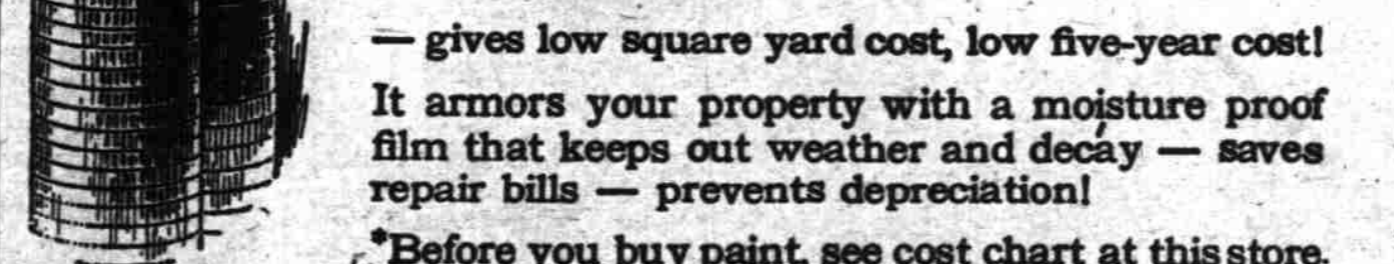 — gives low square yard cost, low five-year cost!
It armors your property with a moisture proof
film that keeps out weather and decay — saves
repair bills — prevents depreciation!
*Before you buy paint, see cost chart at this store.